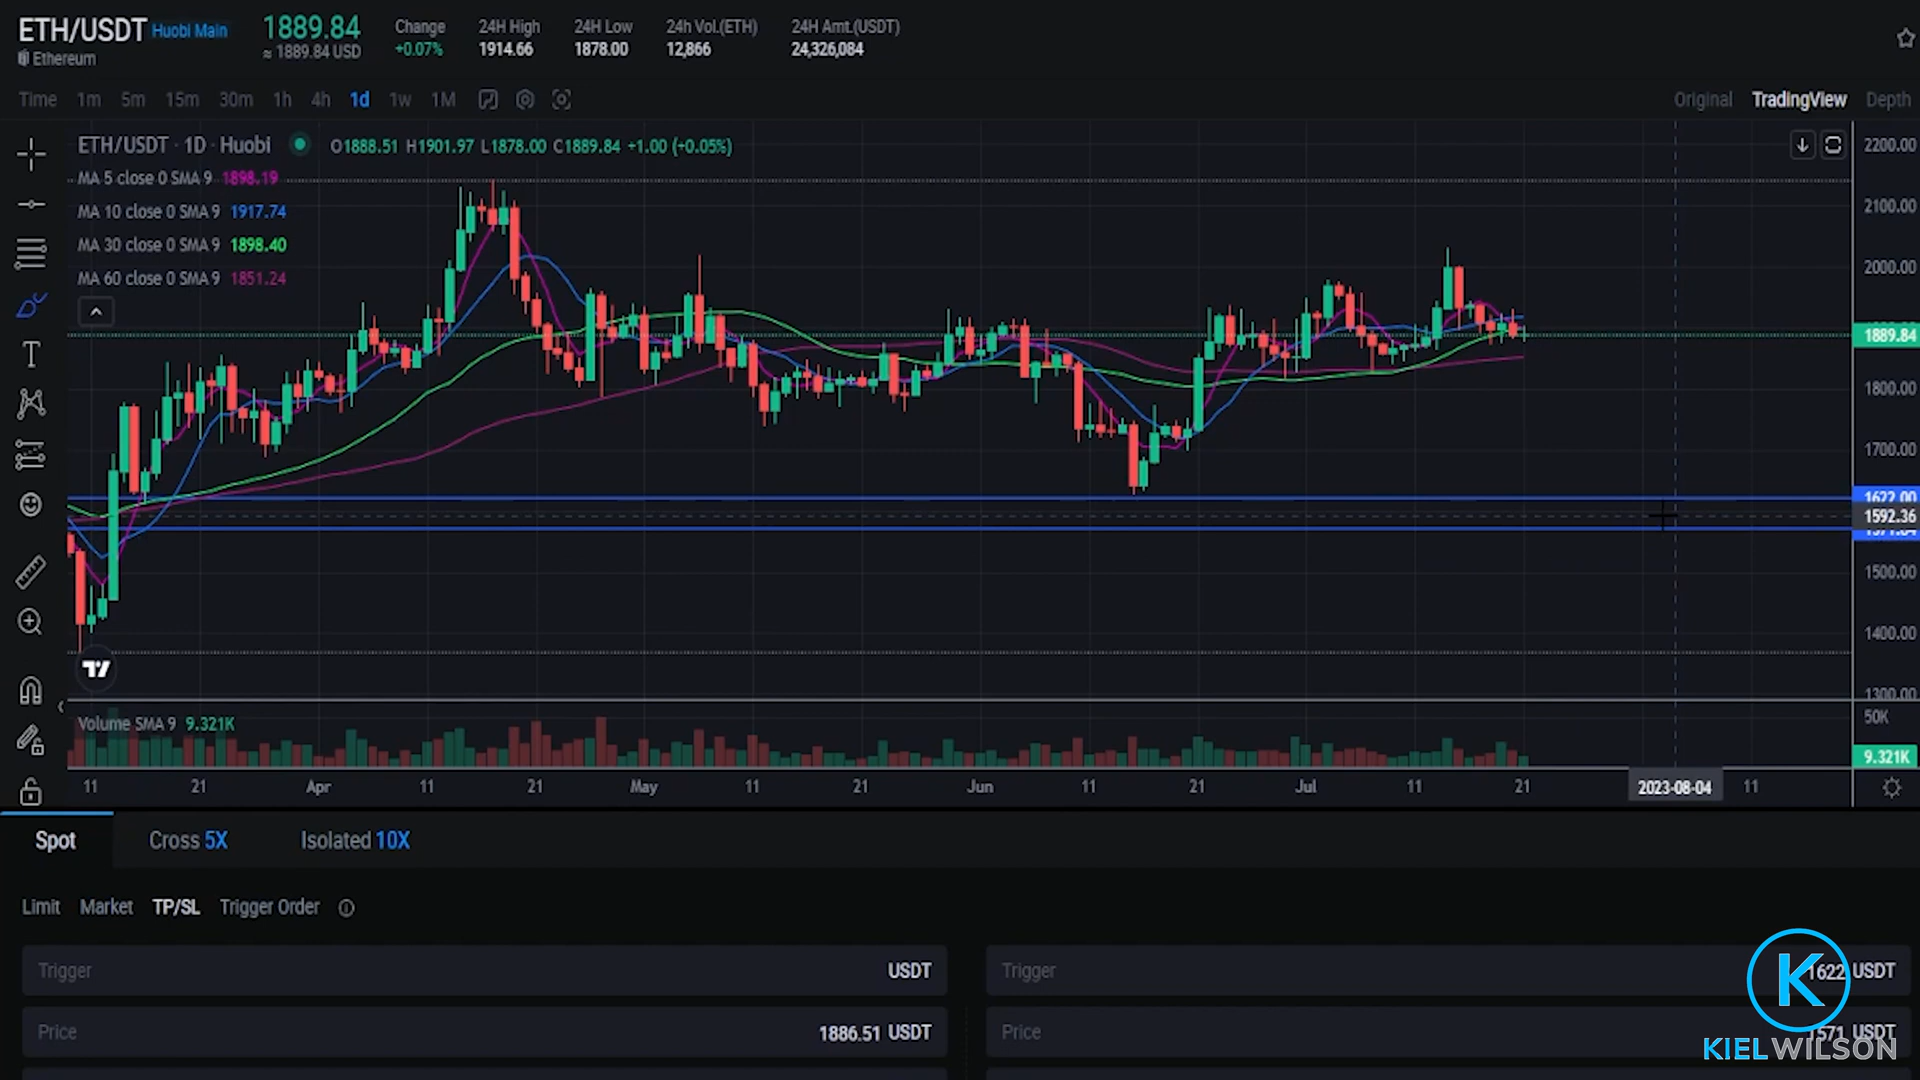 ETH/USDT Huobi Main
Ethereum
1889.84
≈ 1889.84 USD
Change
+0.07%
24H High
1914.66
24H Low
1878.00
24h Vol.(ETH)
12,866
24H Amt.(USDT)
24,326,084
Time 1m 5m 15m 30m 1h 4h 1d 1w 1M
Original TradingView Depth
ETH/USDT · 1D · Huobi O1888.51 H1901.97 L1878.00 C1889.84 +1.00 (+0.05%)
MA 5 close 0 SMA 9 1898.19
MA 10 close 0 SMA 9 1917.74
MA 30 close 0 SMA 9 1898.40
MA 60 close 0 SMA 9 1851.24
2200.00
2100.00
2000.00
1889.84
1800.00
1700.00
1622.00
1592.36
1500.00
1400.00
1300.00
Volume SMA 9 9.321K
50K
9.321K
11 21 Apr 11 21 May 11 21 Jun 11 21 Jul 11 21 2023-08-04 11
Spot Cross 5X Isolated 10X
Limit Market TP/SL Trigger Order
Trigger USDT
Trigger 1622 USDT
Price 1886.51 USDT
Price 1571 USDT
K
KIELWILSON